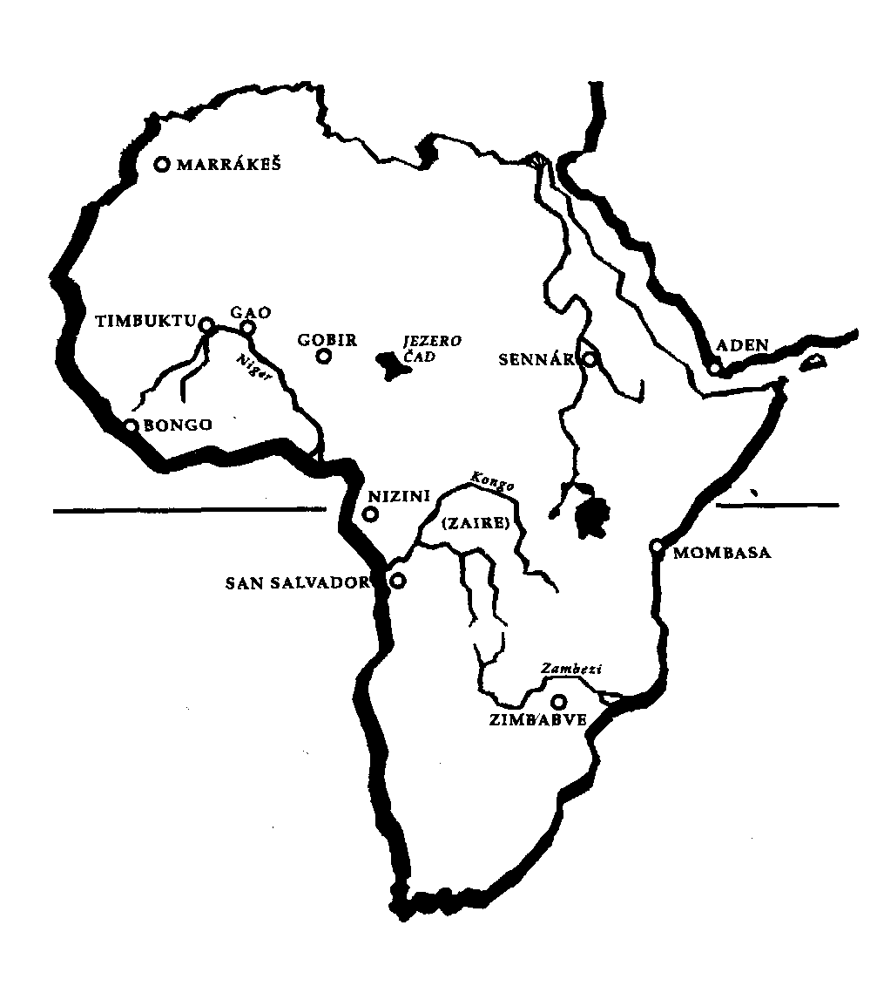 MARRÁKEŠ
TIMBUKTU
GAO
GOBIR
JEZERO
ČAD
Niger
SENNÁR
ADEN
BONGO
Kongo
NIZINI
(ZAIRE)
MOMBASA
SAN SALVADOR
Zambezi
ZIMBABVE